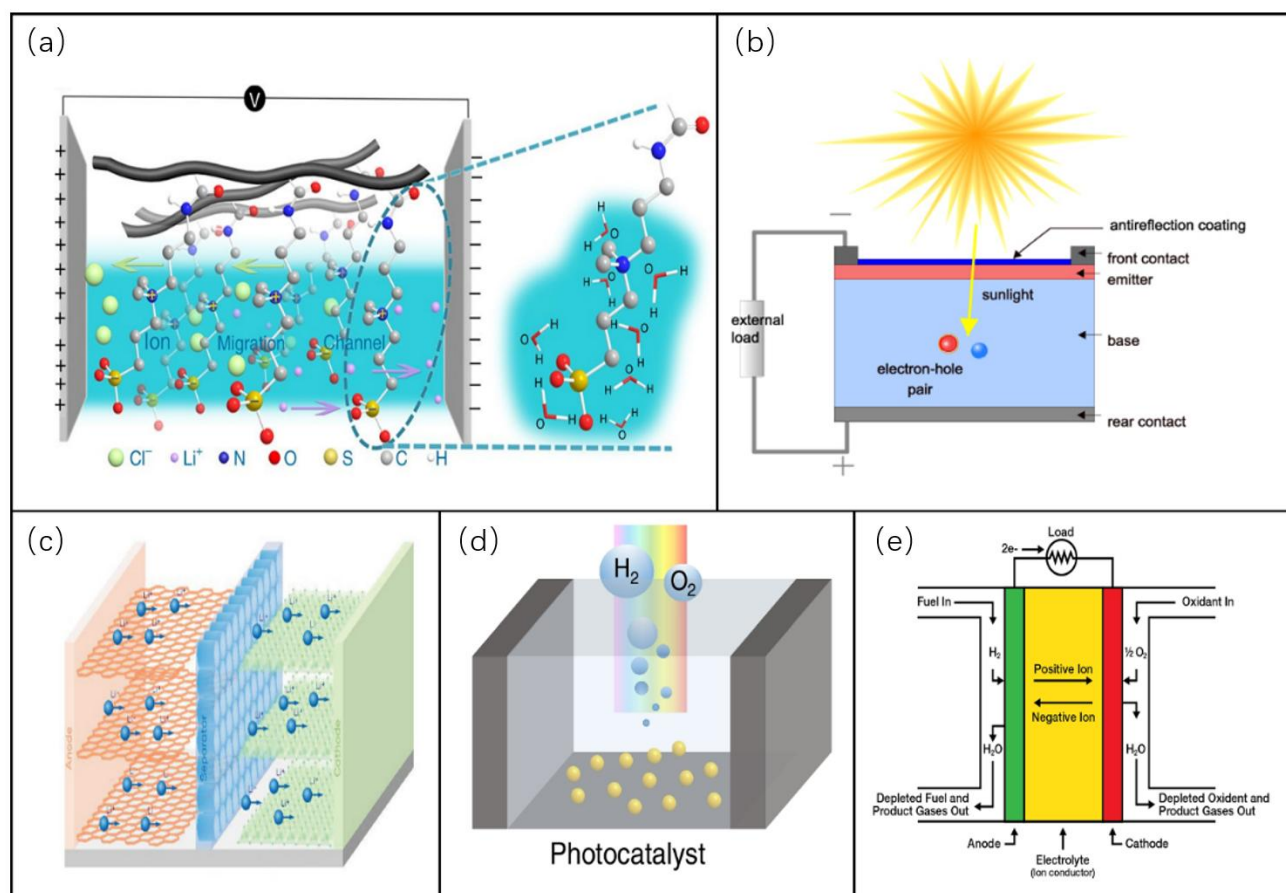 (a)
V
Ion Migration Channel
H
O
H
H
O
H
H
O
H
H
O
H
H
O
H
H
O
H
H
O
H
Cl⁻ Li⁺ N O S C H
(b)
antireflection coating
front contact
emitter
sunlight
external
load
base
electron-hole
pair
rear contact
(c)
Anode
Separator
Cathode
Li⁺
(d)
H₂
O₂
Photocatalyst
(e)
Load
2e-
Fuel In
Oxidant In
H₂
½ O₂
Positive Ion
Negative Ion
H₂O
H₂O
Depleted Fuel and
Product Gases Out
Depleted Oxident and
Product Gases Out
Anode
Cathode
Electrolyte
(Ion conductor)